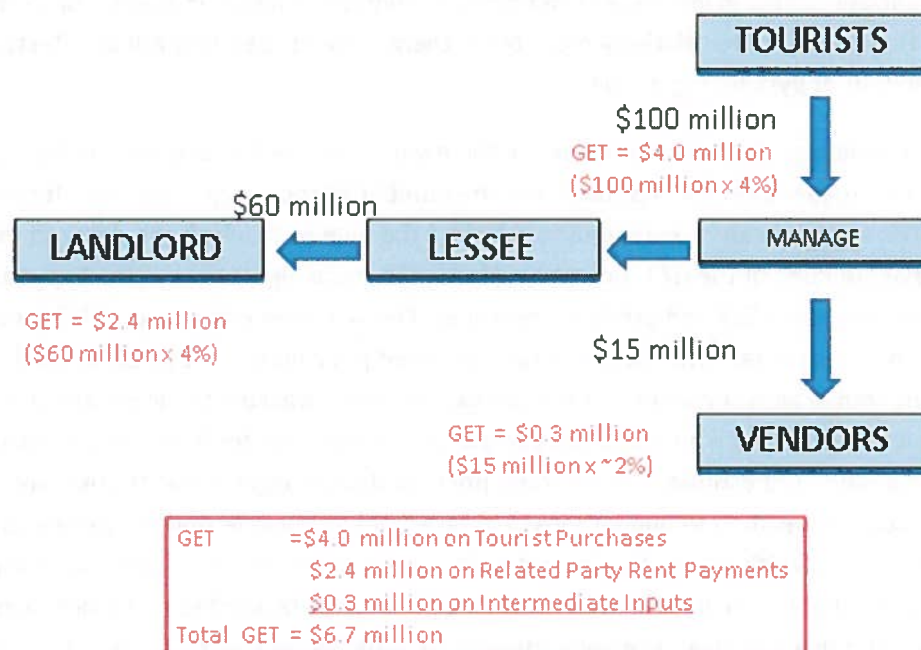 TOURISTS
$100 million
GET = $4.0 million
($100 million x 4%)
$60 million
LANDLORD
LESSEE
MANAGE
GET = $2.4 million
($60 million x 4%)
$15 million
GET = $0.3 million
($15 million x ~2%)
VENDORS
GET =$4.0 million on Tourist Purchases
$2.4 million on Related Party Rent Payments
$0.3 million on Intermediate Inputs
Total GET = $6.7 million